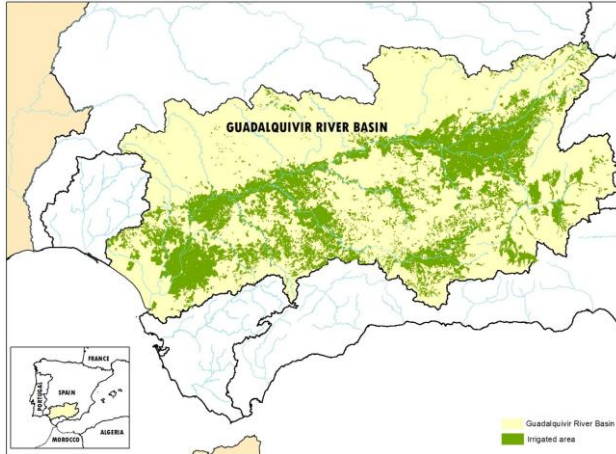 GUADALQUIVIR RIVER BASIN
FRANCE
SPAIN
PORTUGAL
MOROCCO
ALGERIA
Guadalquivir River Basin
Irrigated area